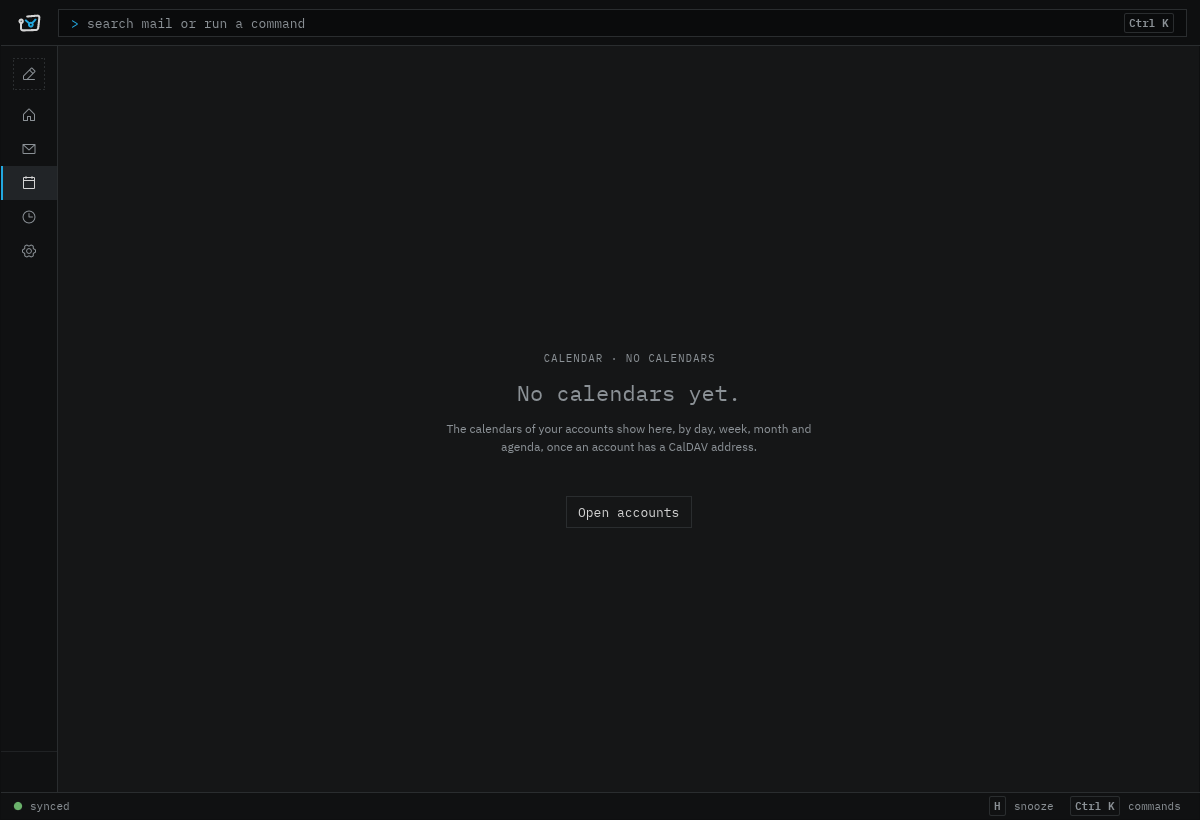 > search mail or run a command Ctrl K
CALENDAR · NO CALENDARS
No calendars yet.
The calendars of your accounts show here, by day, week, month and
agenda, once an account has a CalDAV address.
Open accounts
synced H snooze Ctrl K commands